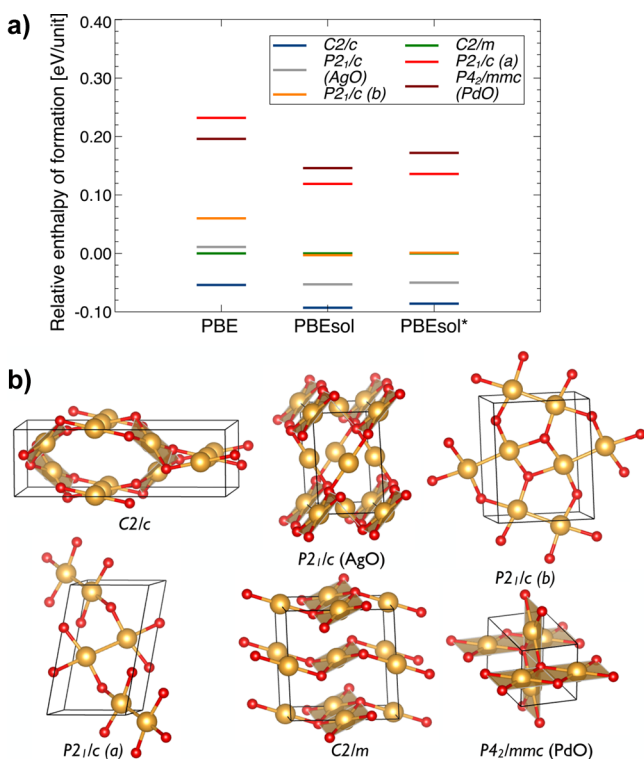 a)
Relative enthalpy of formation [eV/unit]
0.40
0.30
0.20
0.10
0.00
-0.10
C2/c
P2₁/c
(AgO)
P2₁/c (b)
C2/m
P2₁/c (a)
P4₂/mmc
(PdO)
PBE PBEsol PBEsol*
b)
C2/c
P2₁/c (AgO)
P2₁/c (b)
P2₁/c (a)
C2/m
P4₂/mmc (PdO)